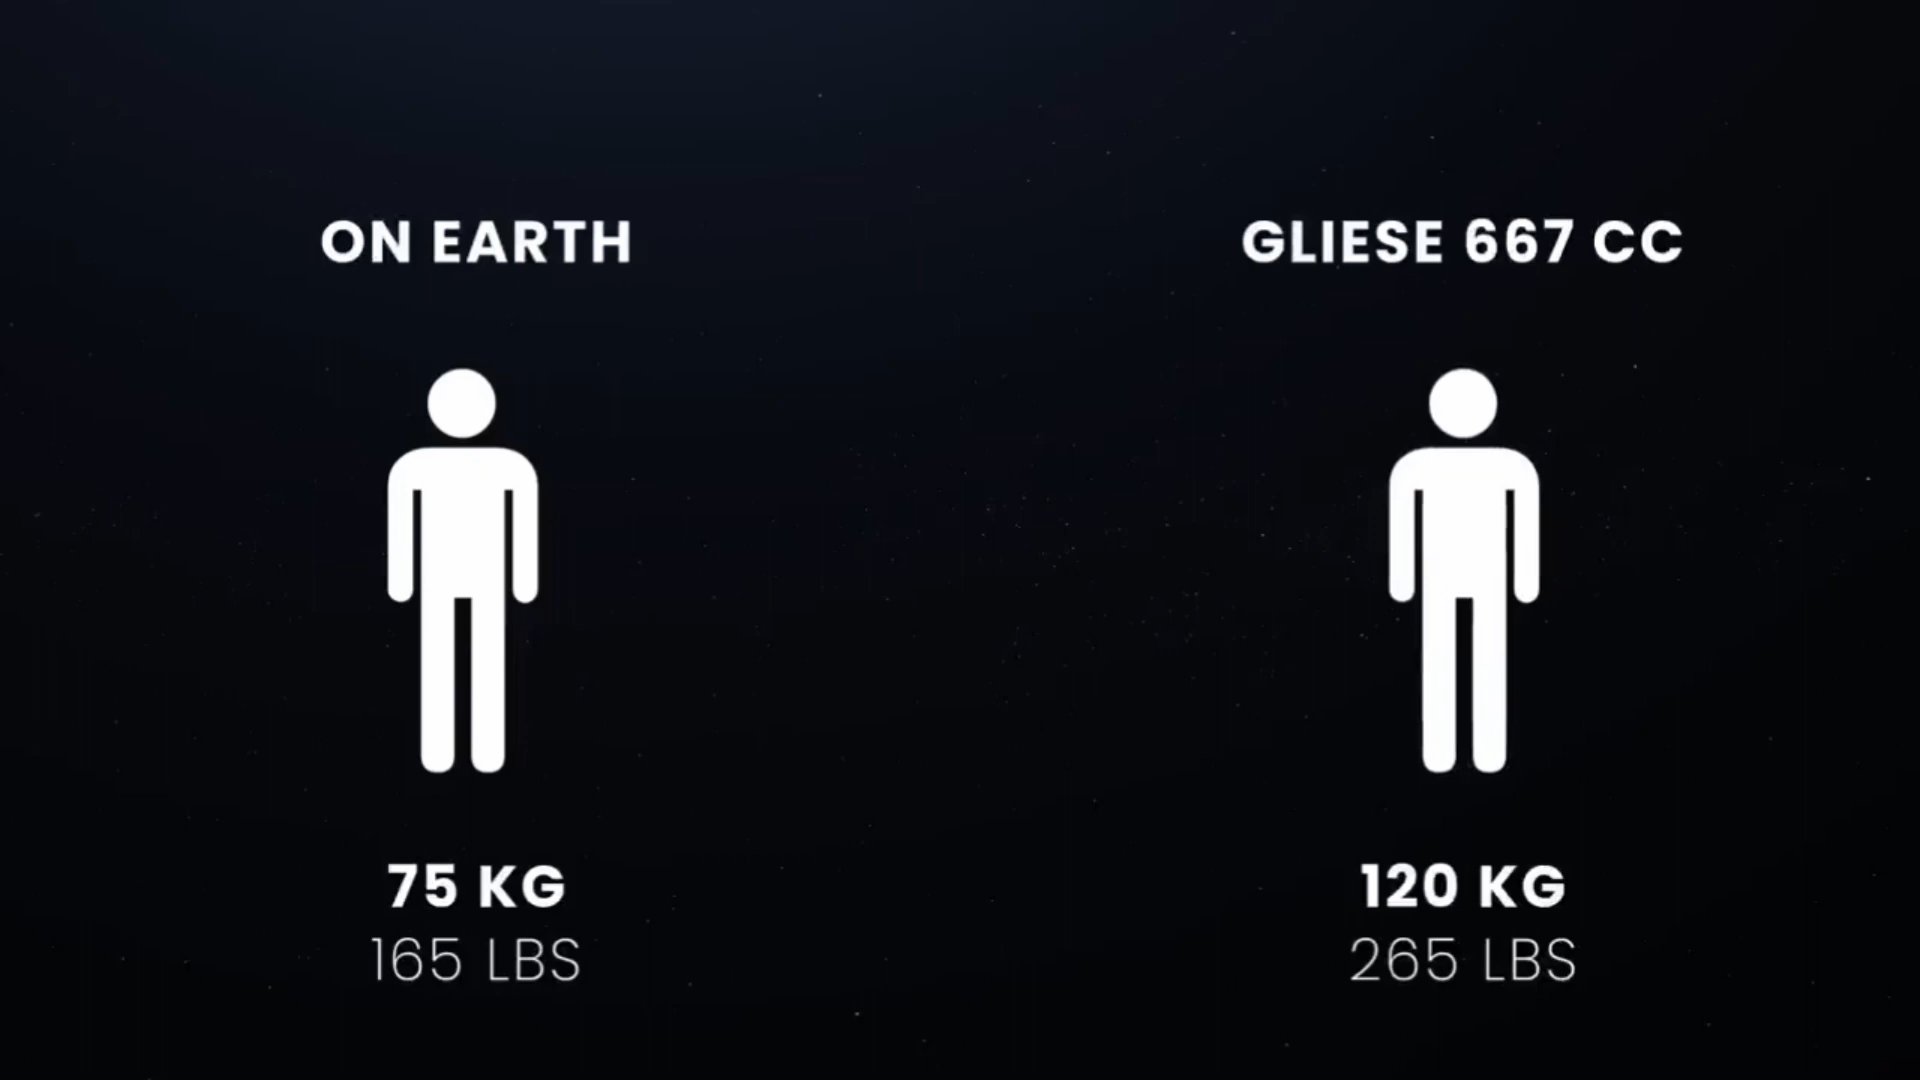 ON EARTH
GLIESE 667 CC
75 KG
165 LBS
120 KG
265 LBS